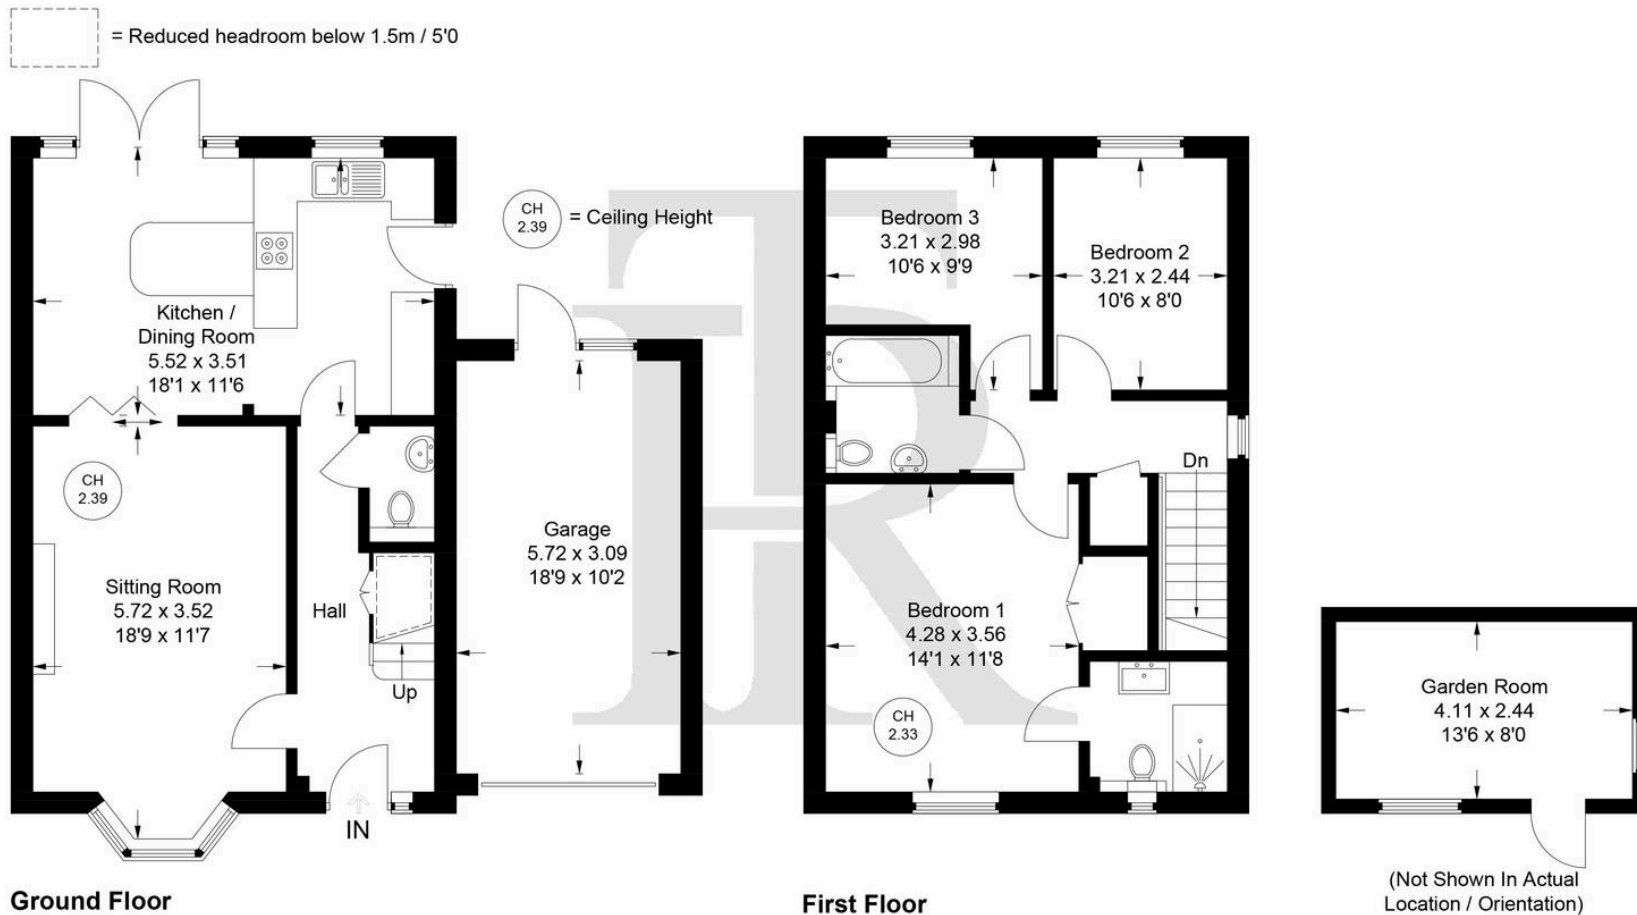 = Reduced headroom below 1.5m / 5'0
CH
2.39
= Ceiling Height
Kitchen /
Dining Room
5.52 x 3.51
18'1 x 11'6
CH
2.39
Sitting Room
5.72 x 3.52
18'9 x 11'7
Hall
Up
IN
Garage
5.72 x 3.09
18'9 x 10'2
Ground Floor
Bedroom 3
3.21 x 2.98
10'6 x 9'9
Bedroom 2
3.21 x 2.44
10'6 x 8'0
Dn
Bedroom 1
4.28 x 3.56
14'1 x 11'8
CH
2.33
First Floor
Garden Room
4.11 x 2.44
13'6 x 8'0
(Not Shown In Actual
Location / Orientation)